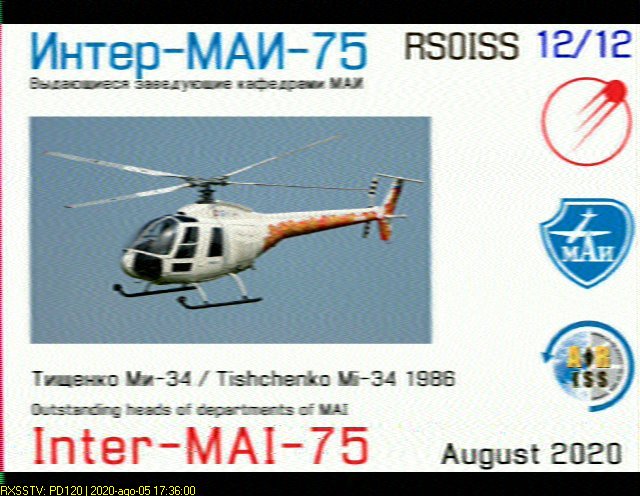 Интер-МАИ-75
RS0ISS 12/12
Выдающиеся заведующие кафедрами МАИ
МАИ
ARISS
Тищенко Ми-34 / Tishchenko Mi-34 1986
Outstanding heads of departments of MAI
Inter-MAI-75
August 2020
RXSSTV: PD120 | 2020-ago-05 17:36:00